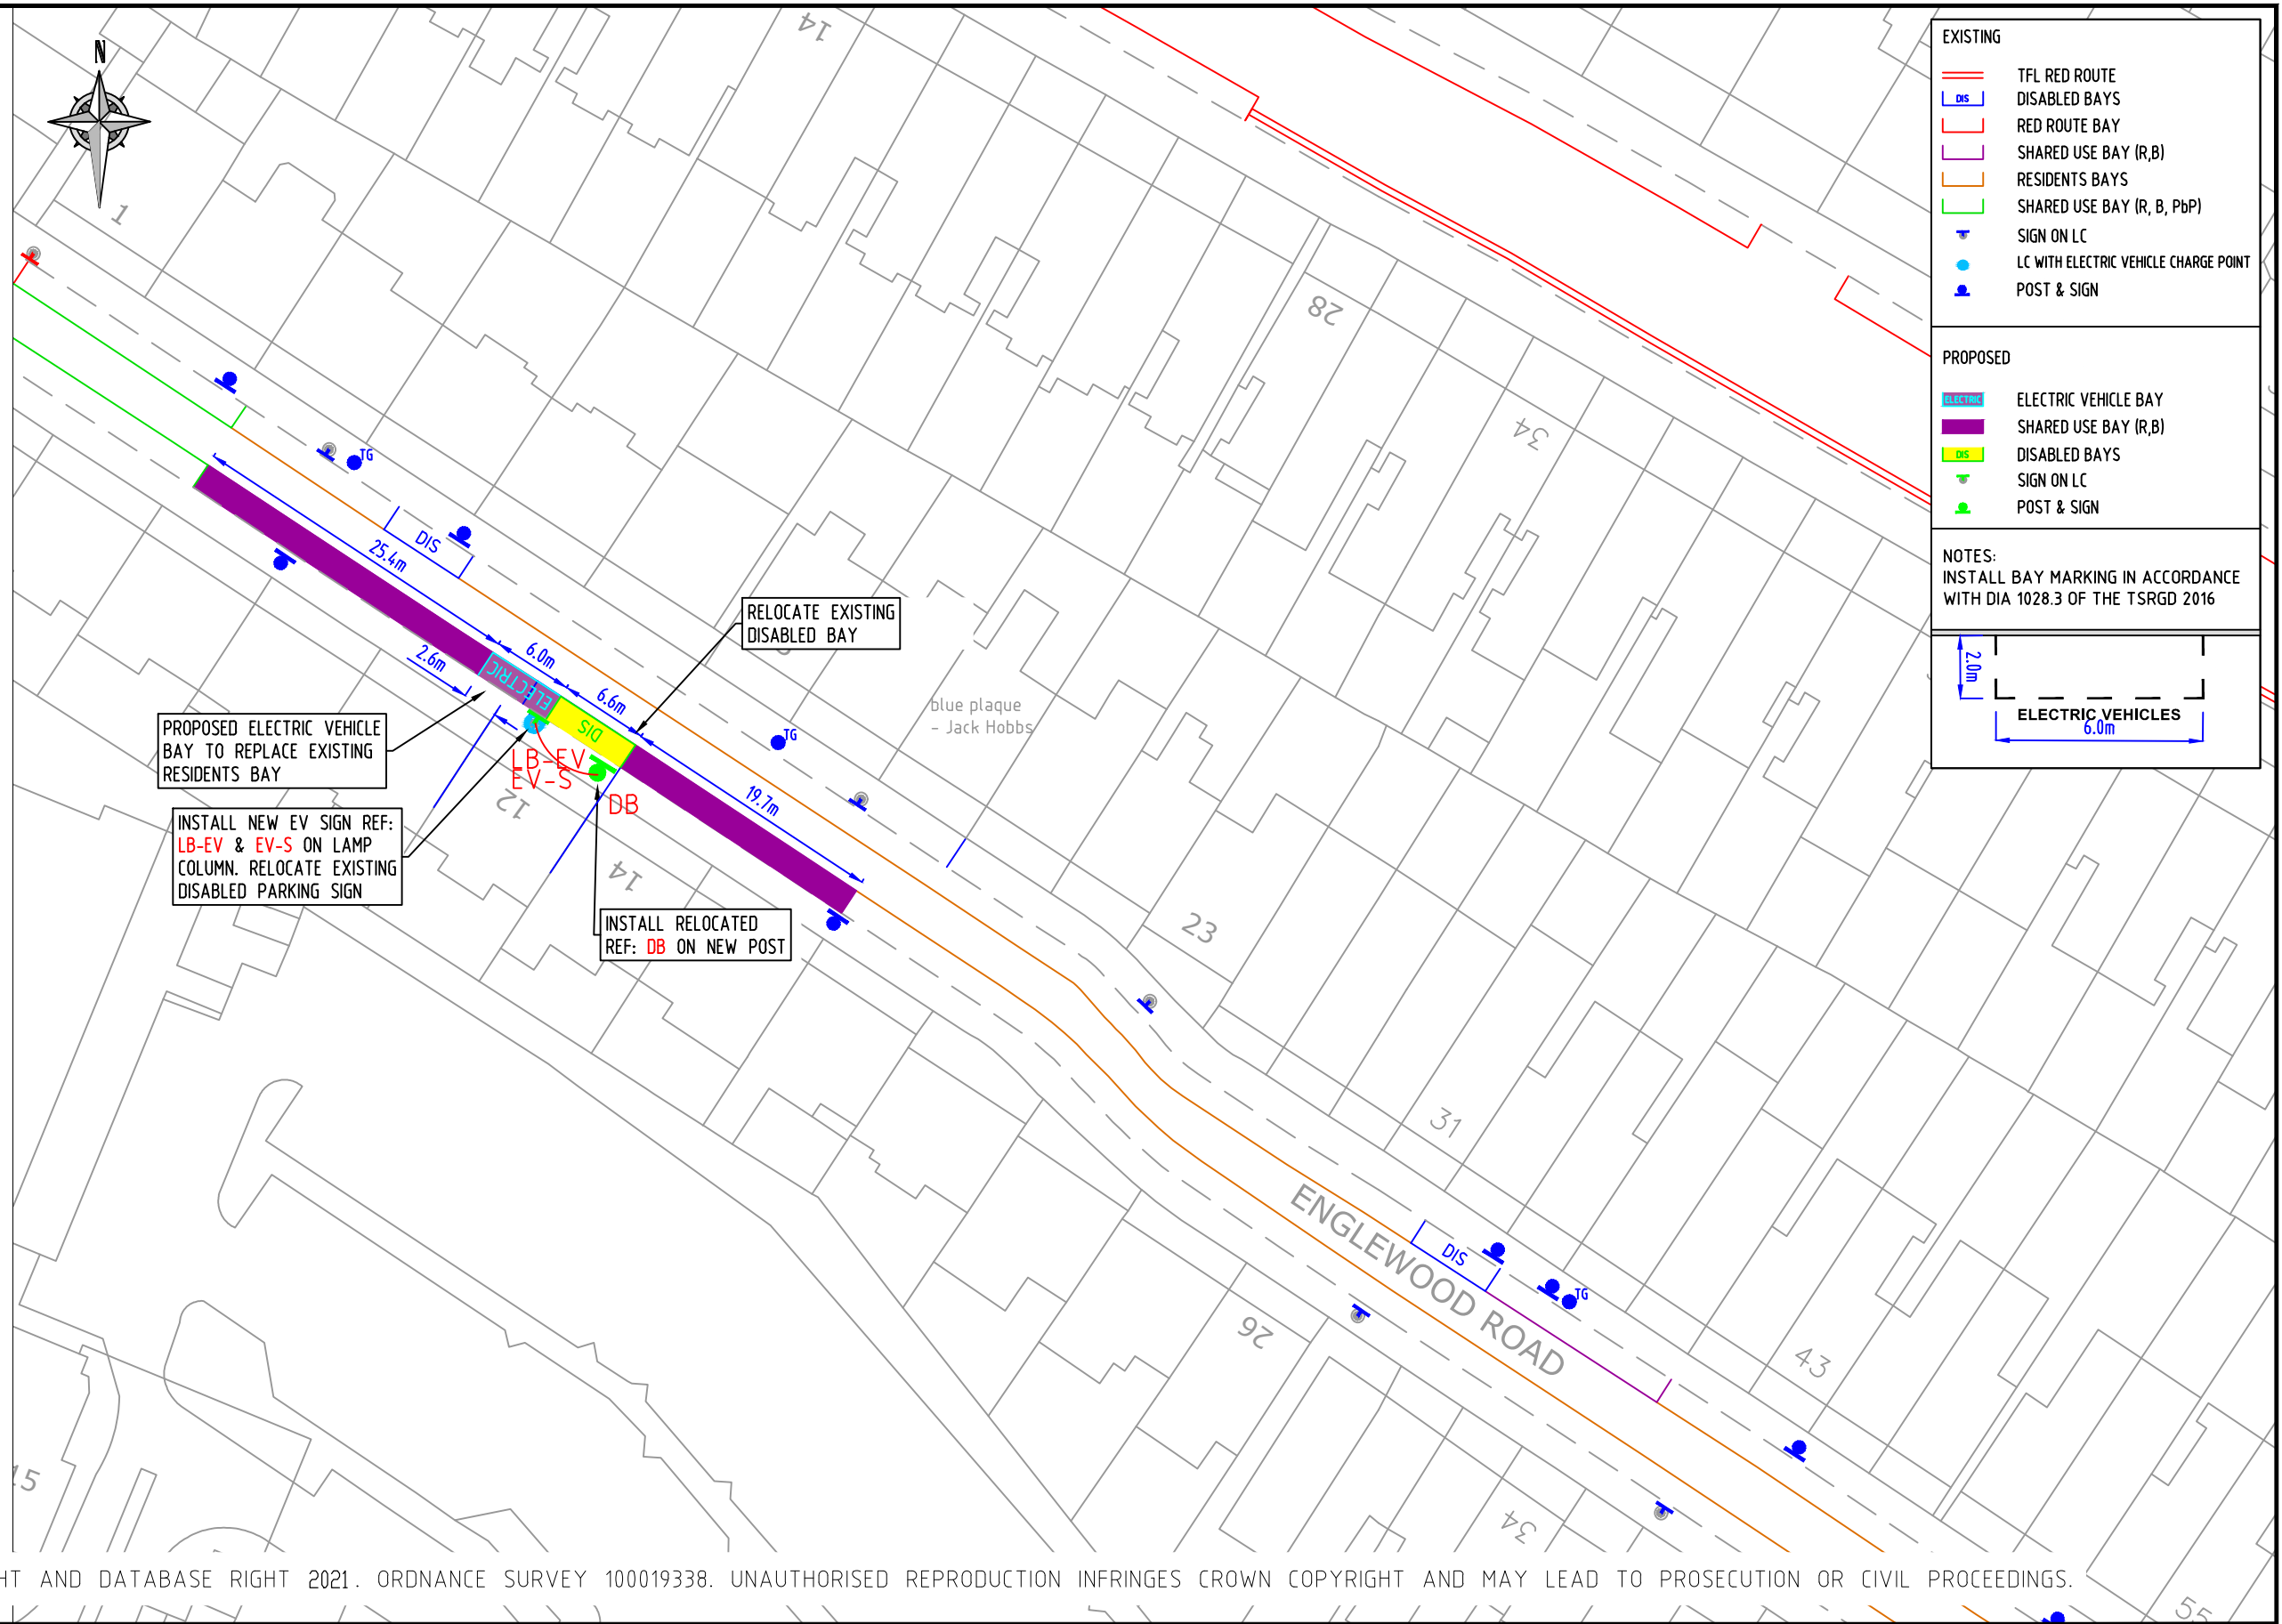 N
14
1
28
34
TG
DIS
25.4m
6.0m
2.6m
6.6m
ELECTRIC
DIS
RELOCATE EXISTING
DISABLED BAY
blue plaque
- Jack Hobbs
TG
PROPOSED ELECTRIC VEHICLE
BAY TO REPLACE EXISTING
RESIDENTS BAY
LB-EV
EV-S
DB
12
19.7m
INSTALL NEW EV SIGN REF:
LB-EV & EV-S ON LAMP
COLUMN. RELOCATE EXISTING
DISABLED PARKING SIGN
14
INSTALL RELOCATED
REF: DB ON NEW POST
23
31
ENGLEWOOD ROAD
DIS
TG
26
43
34
15
55
EXISTING
TFL RED ROUTE
DIS DISABLED BAYS
RED ROUTE BAY
SHARED USE BAY (R,B)
RESIDENTS BAYS
SHARED USE BAY (R, B, PbP)
SIGN ON LC
LC WITH ELECTRIC VEHICLE CHARGE POINT
POST & SIGN
PROPOSED
ELECTRIC ELECTRIC VEHICLE BAY
SHARED USE BAY (R,B)
DIS DISABLED BAYS
SIGN ON LC
POST & SIGN
NOTES:
INSTALL BAY MARKING IN ACCORDANCE
WITH DIA 1028.3 OF THE TSRGD 2016
2.0m
ELECTRIC VEHICLES
6.0m
HT AND DATABASE RIGHT 2021. ORDNANCE SURVEY 100019338. UNAUTHORISED REPRODUCTION INFRINGES CROWN COPYRIGHT AND MAY LEAD TO PROSECUTION OR CIVIL PROCEEDINGS.